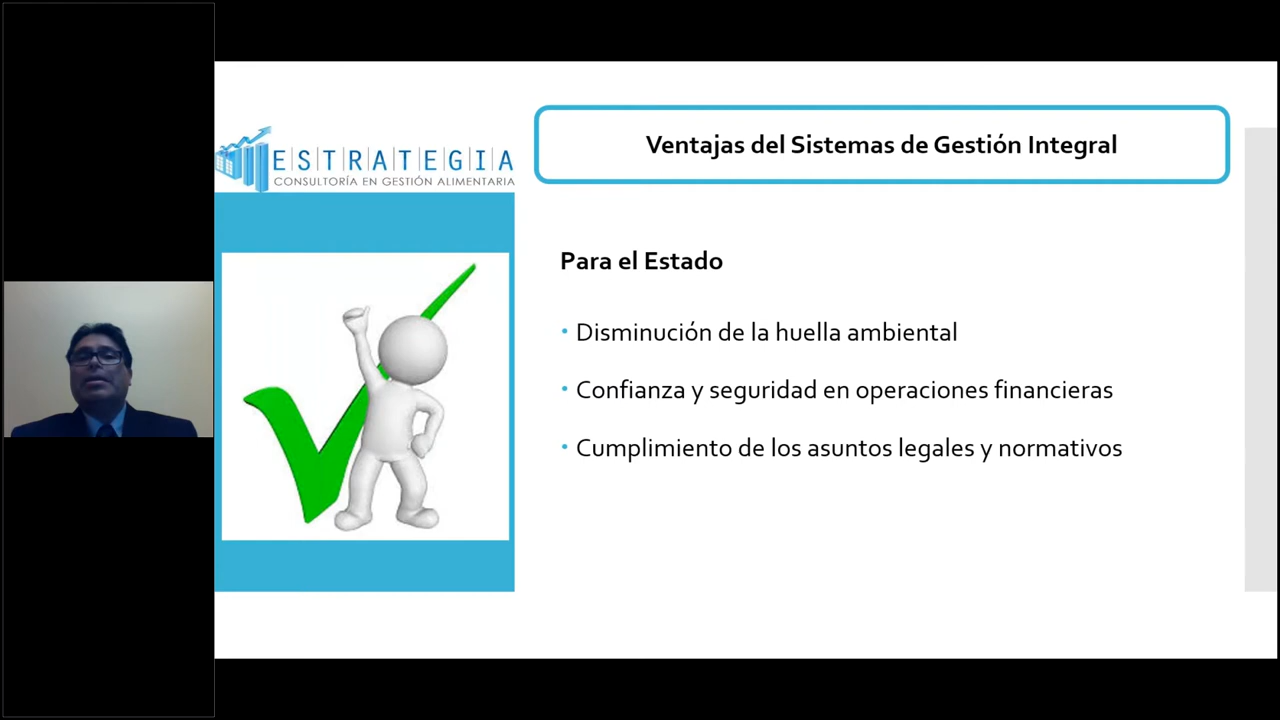 ESTRATEGIA
CONSULTORÍA EN GESTIÓN ALIMENTARIA
Ventajas del Sistemas de Gestión Integral
Para el Estado
• Disminución de la huella ambiental
• Confianza y seguridad en operaciones financieras
• Cumplimiento de los asuntos legales y normativos